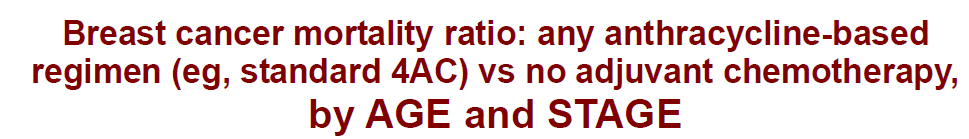 Breast cancer mortality ratio: any anthracycline-based
regimen (eg, standard 4AC) vs no adjuvant chemotherapy,
by AGE and STAGE